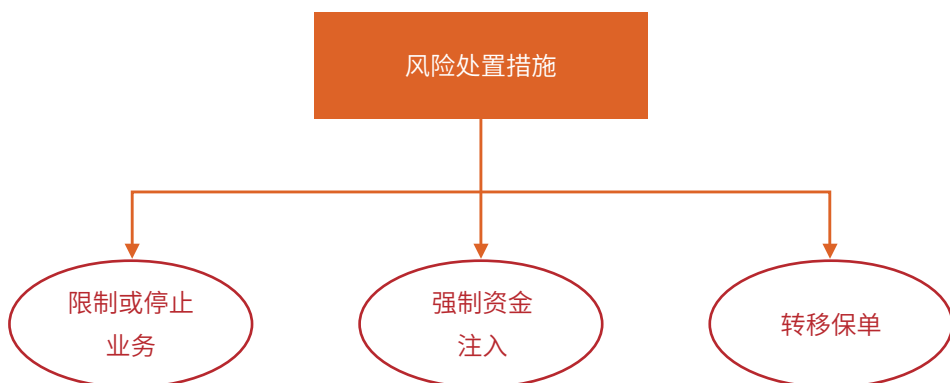 风险处置措施
限制或停止
业务
强制资金
注入
转移保单